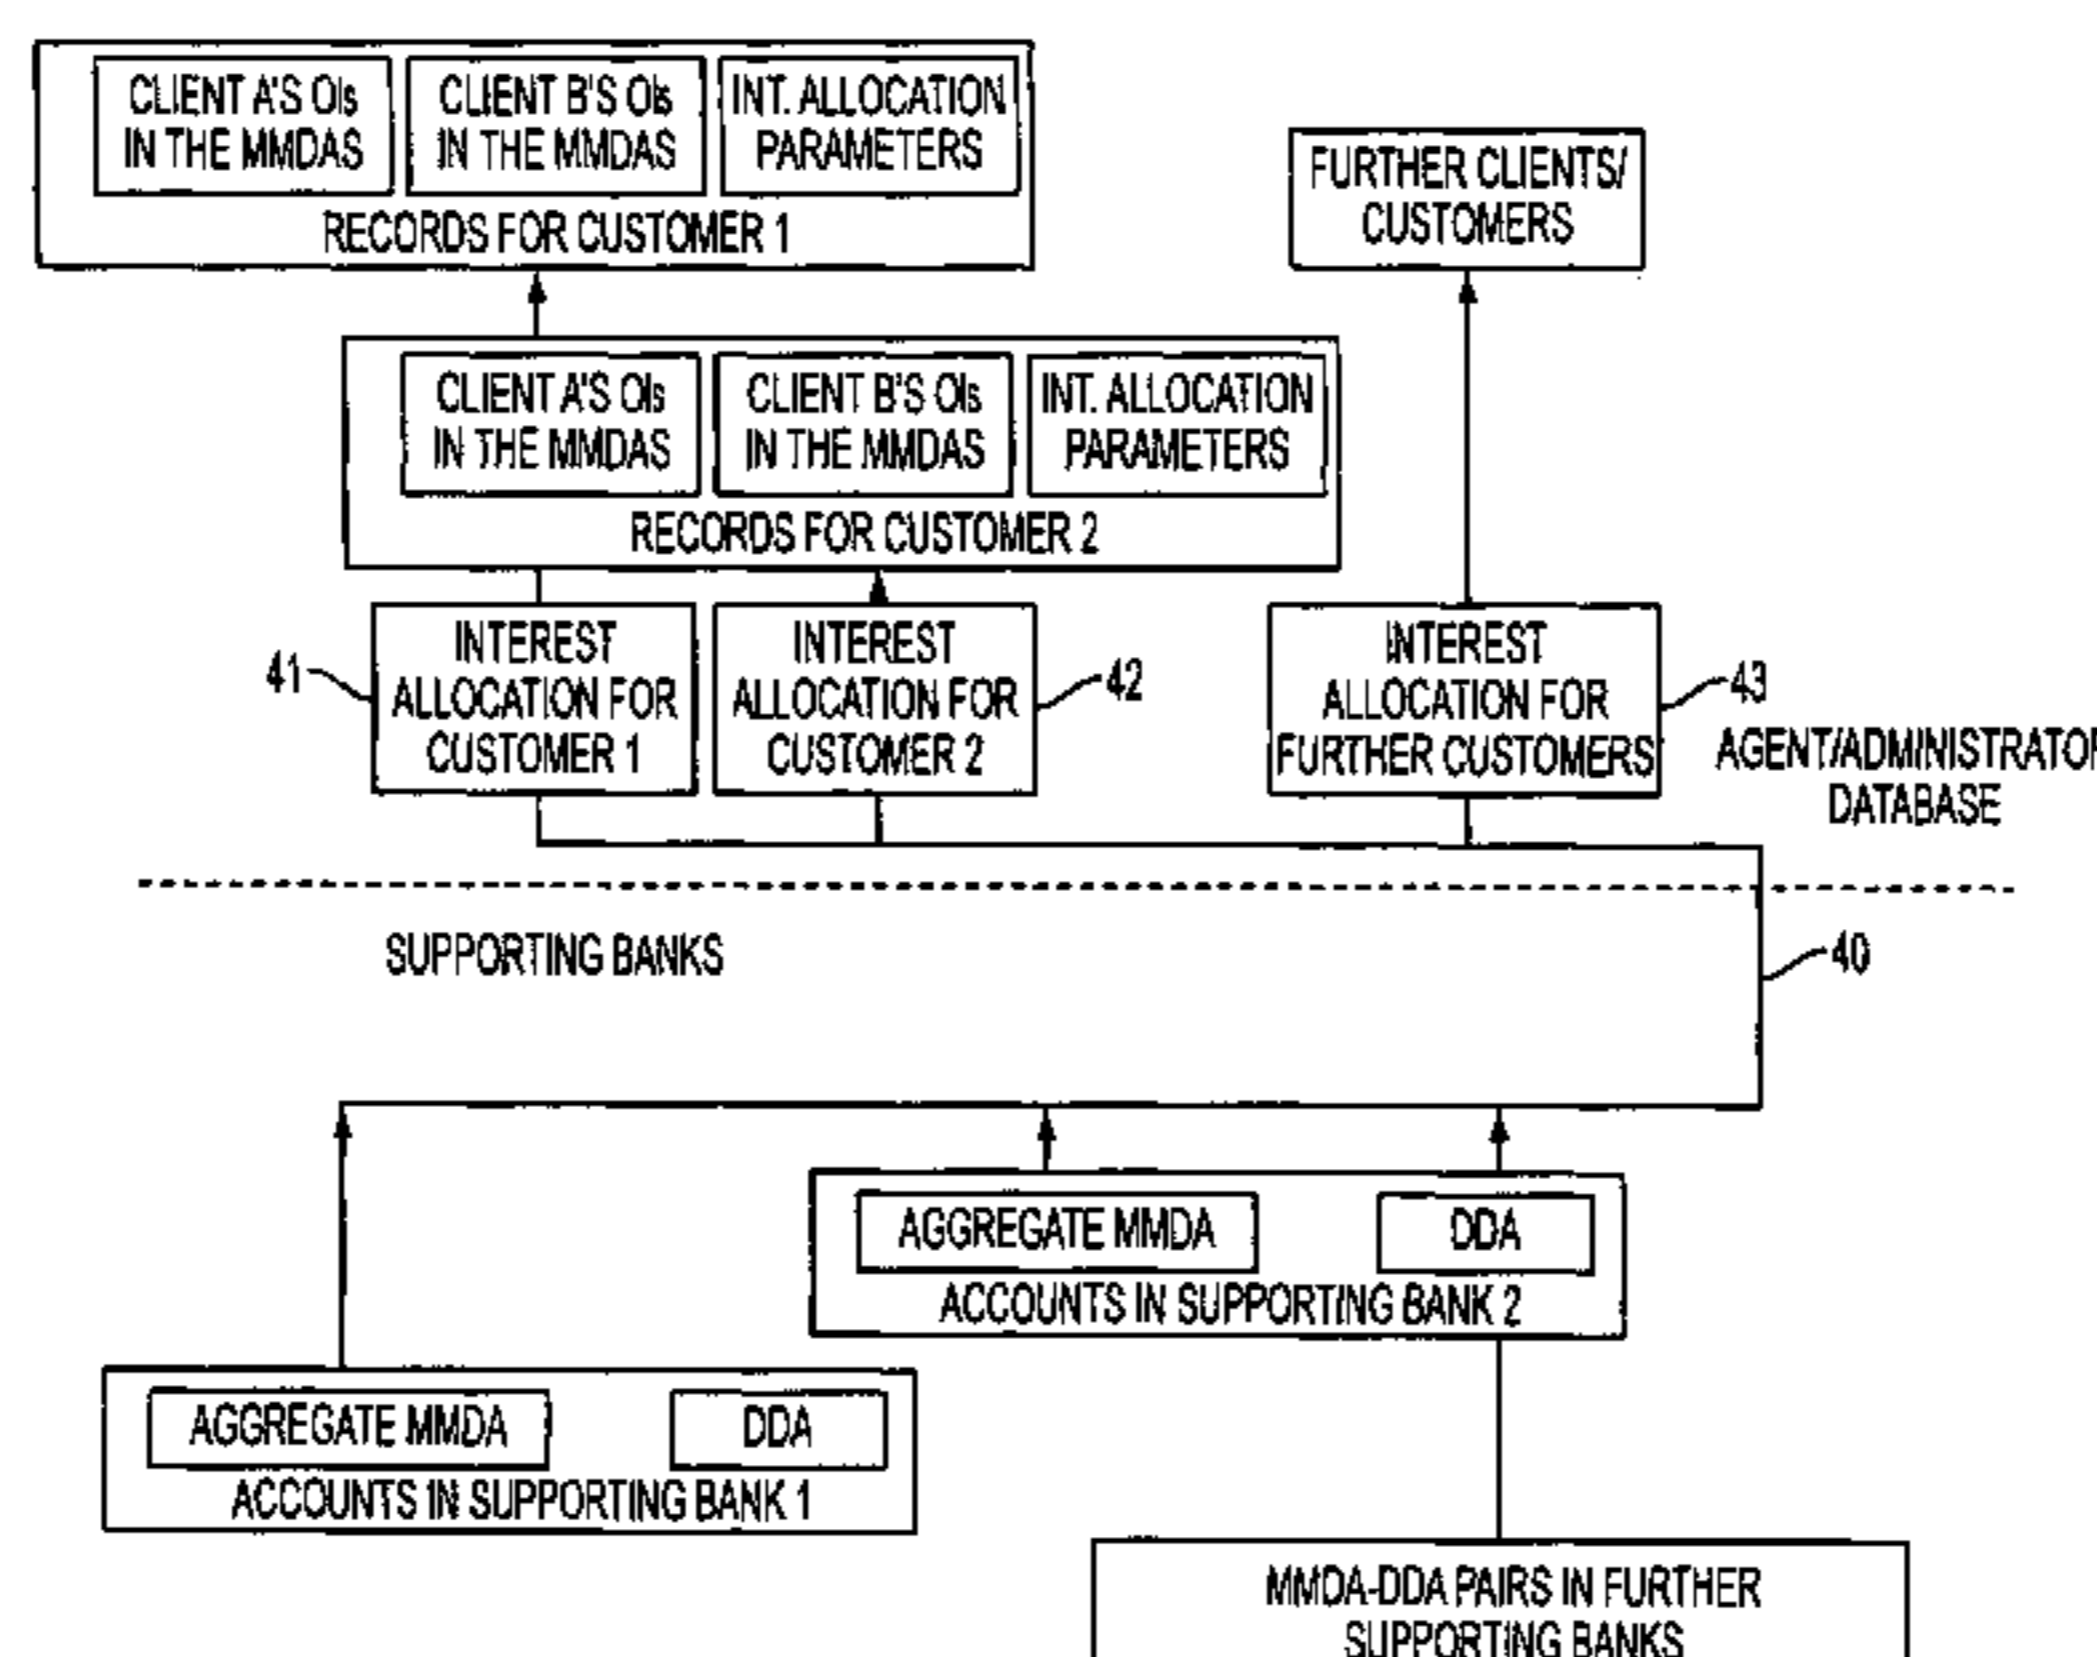 CLIENT A'S OIs
IN THE MMDAS
CLIENT B'S OIs
IN THE MMDAS
INT. ALLOCATION
PARAMETERS
RECORDS FOR CUSTOMER 1
FURTHER CLIENTS/
CUSTOMERS
CLIENT A'S OIs
IN THE MMDAS
CLIENT B'S OIs
IN THE MMDAS
INT. ALLOCATION
PARAMETERS
RECORDS FOR CUSTOMER 2
41
INTEREST
ALLOCATION FOR
CUSTOMER 1
INTEREST
ALLOCATION FOR
CUSTOMER 2
42
INTEREST
ALLOCATION FOR
FURTHER CUSTOMERS
43
AGENT/ADMINISTRATOR
DATABASE
SUPPORTING BANKS
40
AGGREGATE MMDA
DDA
ACCOUNTS IN SUPPORTING BANK 2
AGGREGATE MMDA
DDA
ACCOUNTS IN SUPPORTING BANK 1
MMDA-DDA PAIRS IN FURTHER
SUPPORTING BANKS